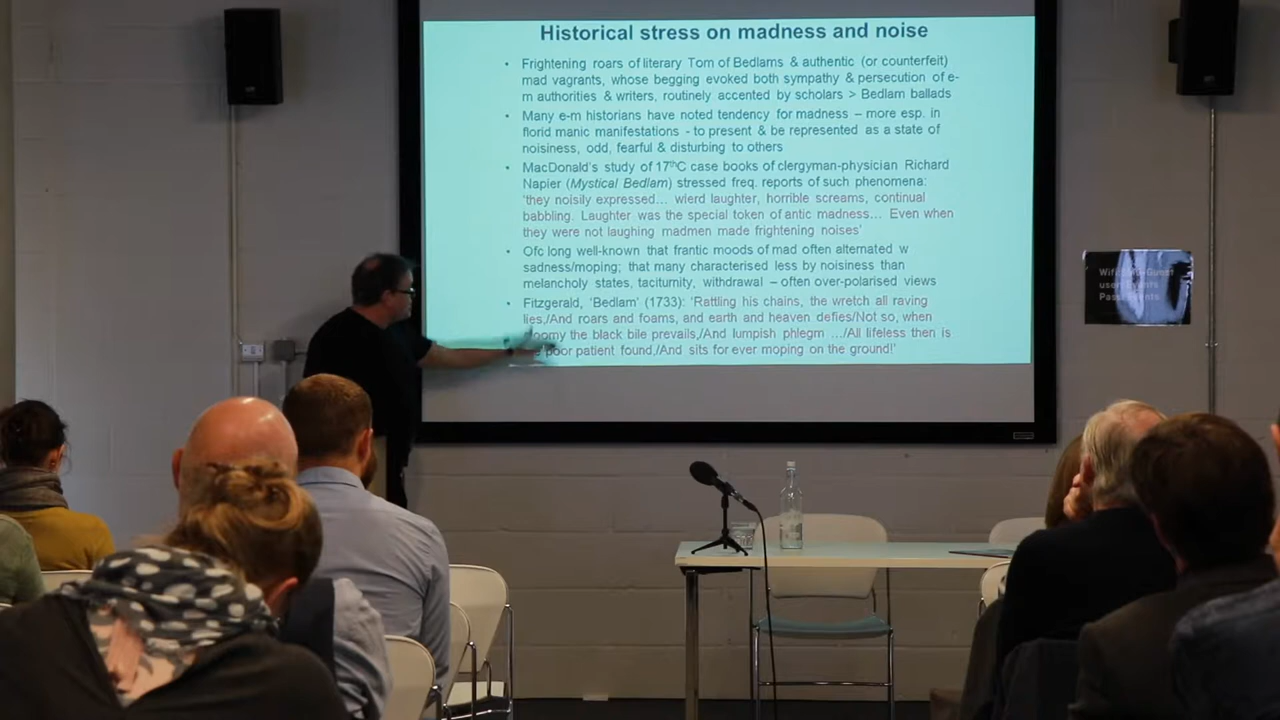 Historical stress on madness and noise
• Frightening roars of literary Tom of Bedlams & authentic (or counterfeit)
mad vagrants, whose begging evoked both sympathy & persecution of e-
m authorities & writers, routinely accented by scholars > Bedlam ballads
• Many e-m historians have noted tendency for madness – more esp. in
florid manic manifestations - to present & be represented as a state of
noisiness, odd, fearful & disturbing to others
• MacDonald's study of 17thC case books of clergyman-physician Richard
Napier (Mystical Bedlam) stressed freq. reports of such phenomena:
'they noisily expressed… wierd laughter, horrible screams, continual
babbling. Laughter was the special token of antic madness… Even when
they were not laughing madmen made frightening noises'
• Ofc long well-known that frantic moods of mad often alternated w
sadness/moping; that many characterised less by noisiness than
melancholy states, taciturnity, withdrawal – often over-polarised views
• Fitzgerald, 'Bedlam' (1733): 'Rattling his chains, the wretch all raving
lies,/And roars and foams, and earth and heaven defies/Not so, when
the black bile prevails,/And lumpish phlegm …/All lifeless then is
poor patient found,/And sits for ever moping on the ground!'